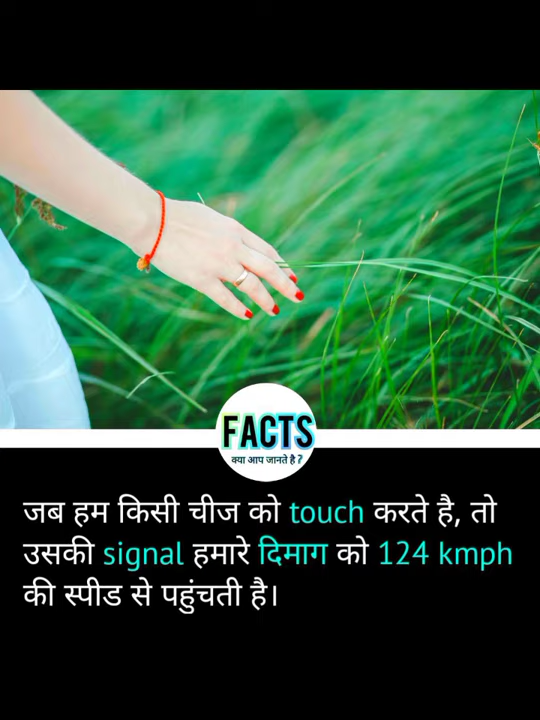 FACTS
क्या आप जानते है ?
जब हम किसी चीज को touch करते है, तो
उसकी signal हमारे दिमाग को 124 kmph
की स्पीड से पहुंचती है।